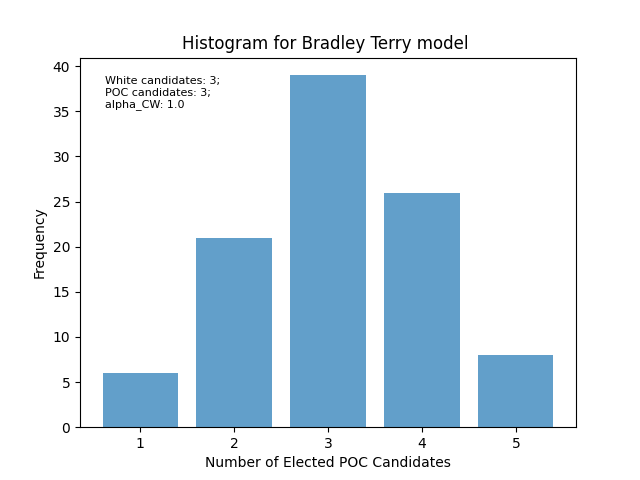 Histogram for Bradley Terry model
White candidates: 3;
POC candidates: 3;
alpha_CW: 1.0
40
35
30
25
20
15
10
5
0
Frequency
1 2 3 4 5
Number of Elected POC Candidates